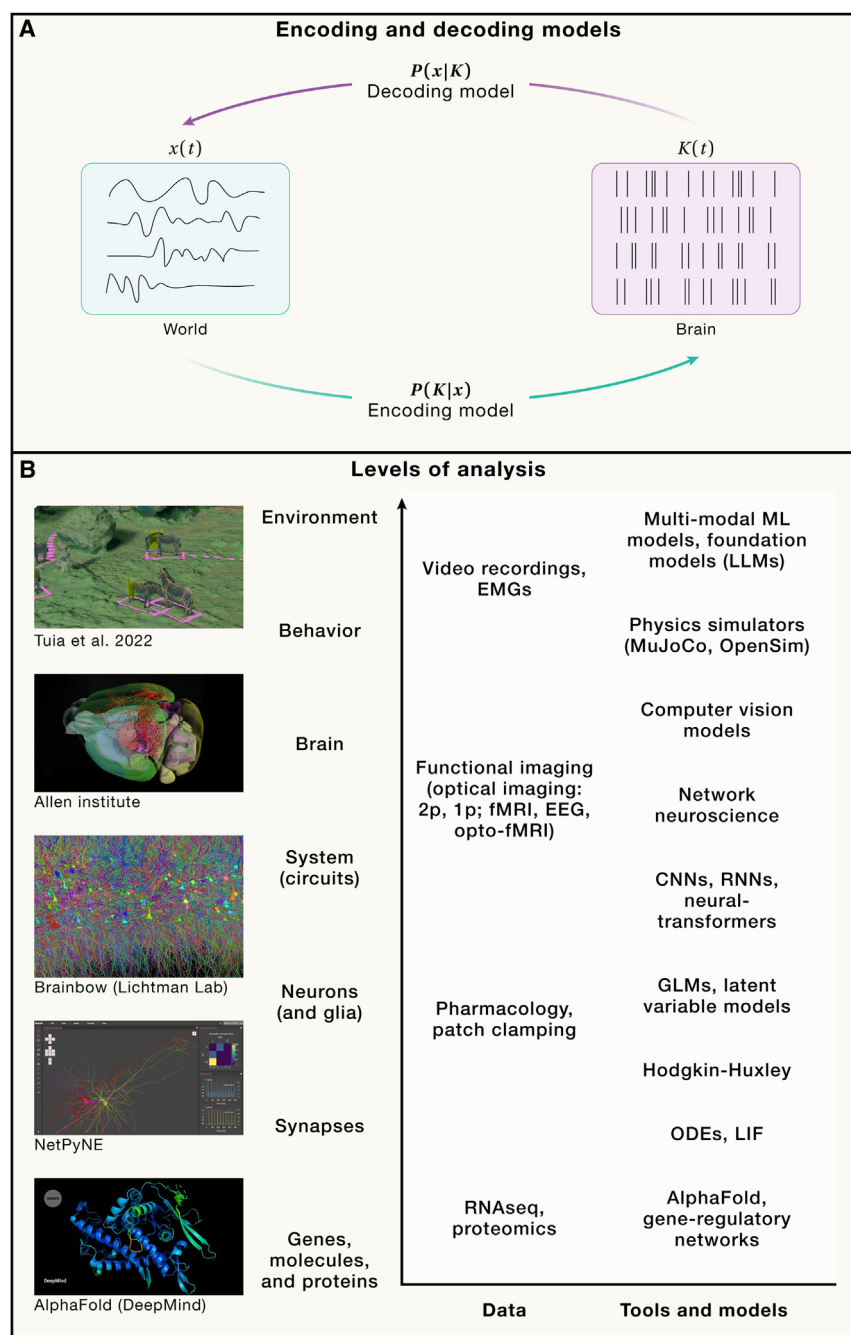 A
Encoding and decoding models
P(x|K)
Decoding model
x(t)
K(t)
World
Brain
P(K|x)
Encoding model
B
Levels of analysis
Tuia et al. 2022
Allen institute
Brainbow (Lichtman Lab)
NetPyNE
DeepMind
AlphaFold (DeepMind)
Environment
Behavior
Brain
System
(circuits)
Neurons
(and glia)
Synapses
Genes,
molecules,
and proteins
Video recordings,
EMGs
Functional imaging
(optical imaging:
2p, 1p; fMRI, EEG,
opto-fMRI)
Pharmacology,
patch clamping
RNAseq,
proteomics
Data
Multi-modal ML
models, foundation
models (LLMs)
Physics simulators
(MuJoCo, OpenSim)
Computer vision
models
Network
neuroscience
CNNs, RNNs,
neural-
transformers
GLMs, latent
variable models
Hodgkin-Huxley
ODEs, LIF
AlphaFold,
gene-regulatory
networks
Tools and models